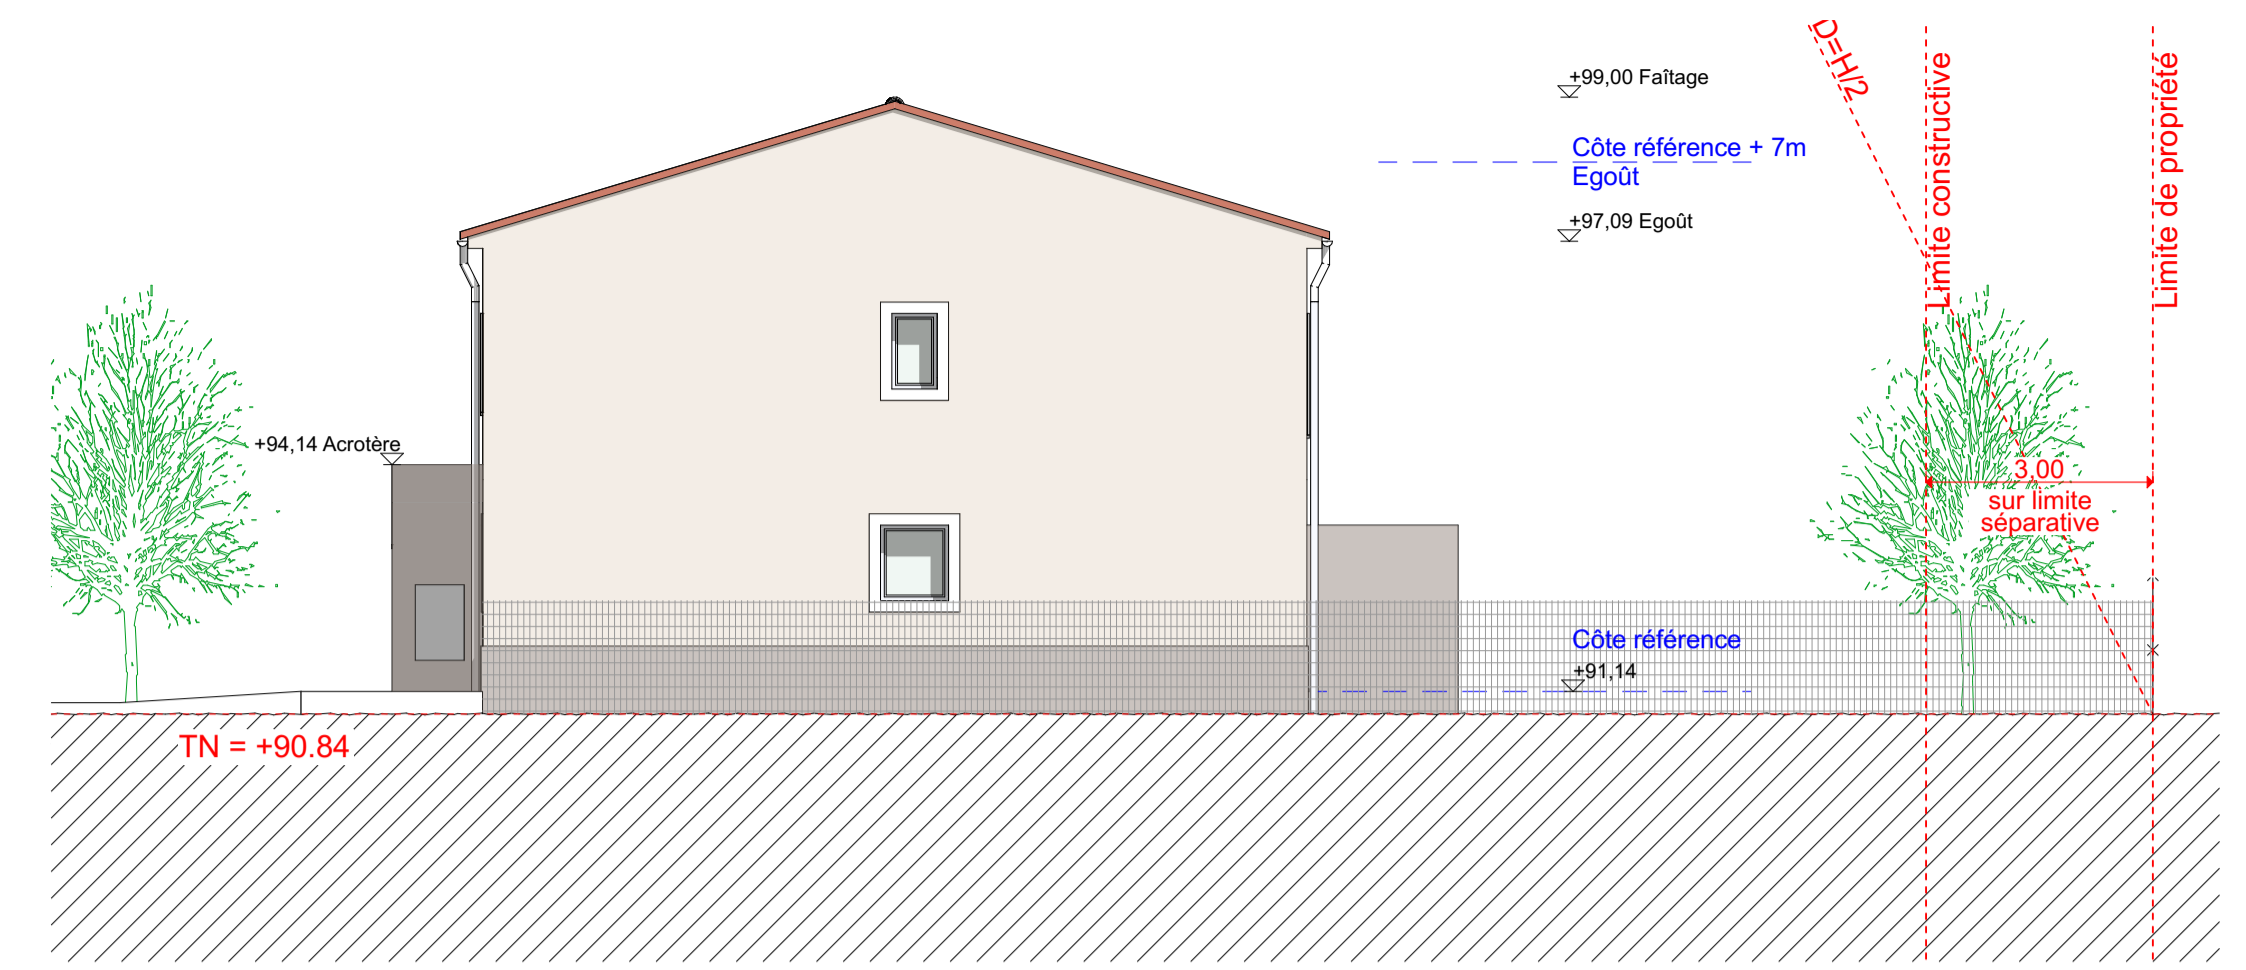 +99,00 Faîtage
Côte référence + 7m
Egoût
+97,09 Egoût
D=H/2
Limite constructive
Limite de propriété
+94,14 Acrotère
3,00
sur limite
séparative
Côte référence
+91,14
TN = +90.84